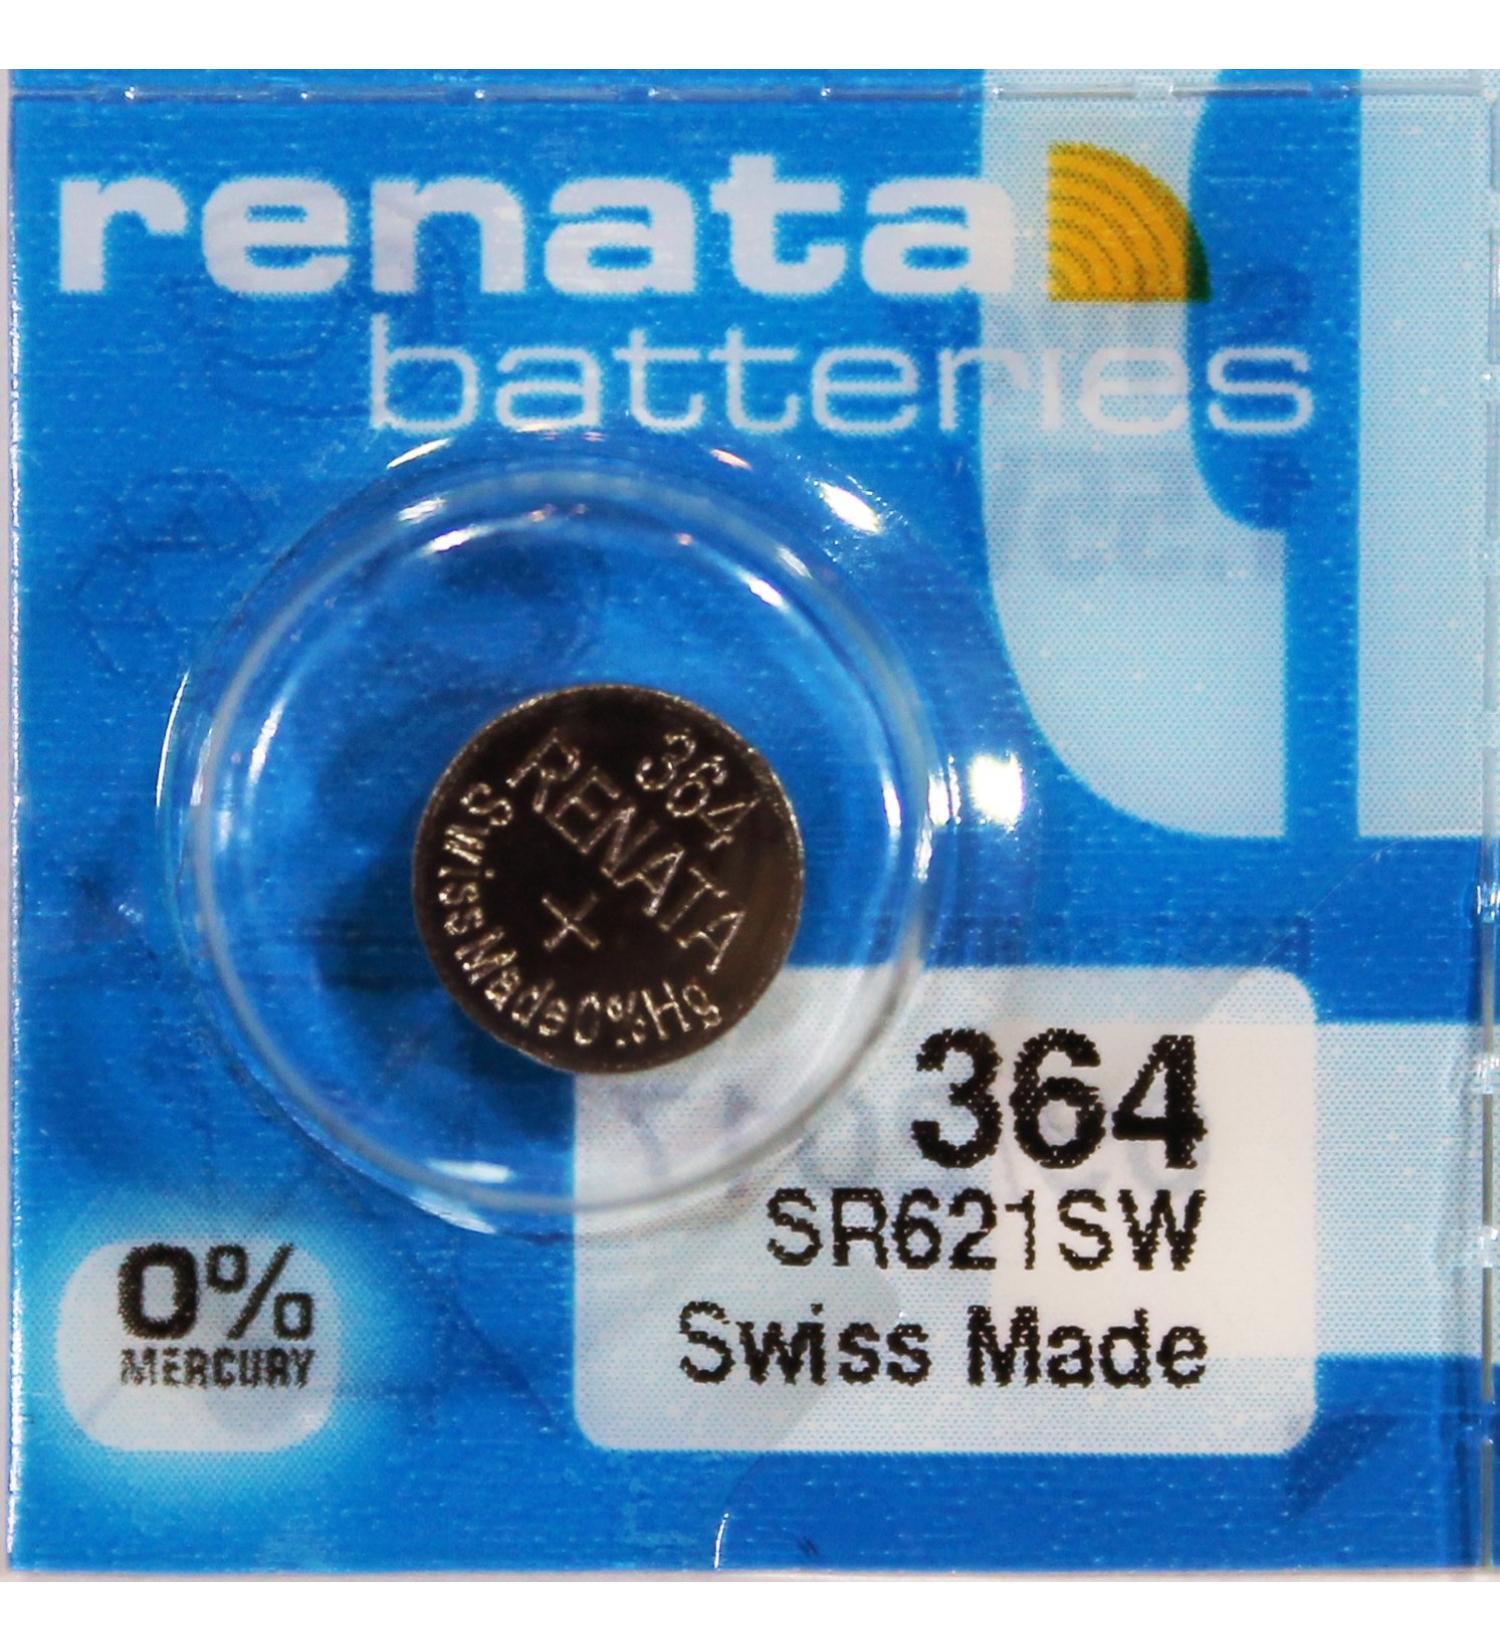 renata
batteries
364
RENATA
+
Swiss Made 0% Hg
364
SR621SW
Swiss Made
0%
MERCURY